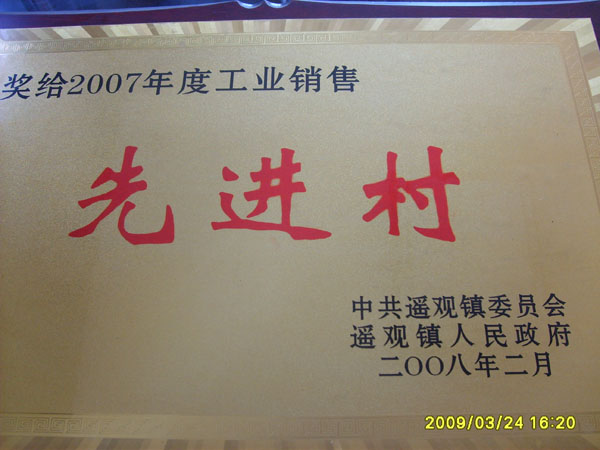 奖给2007年度工业销售
先进村
中共遥观镇委员会
遥观镇人民政府
二〇〇八年二月
2009/03/24 16:20